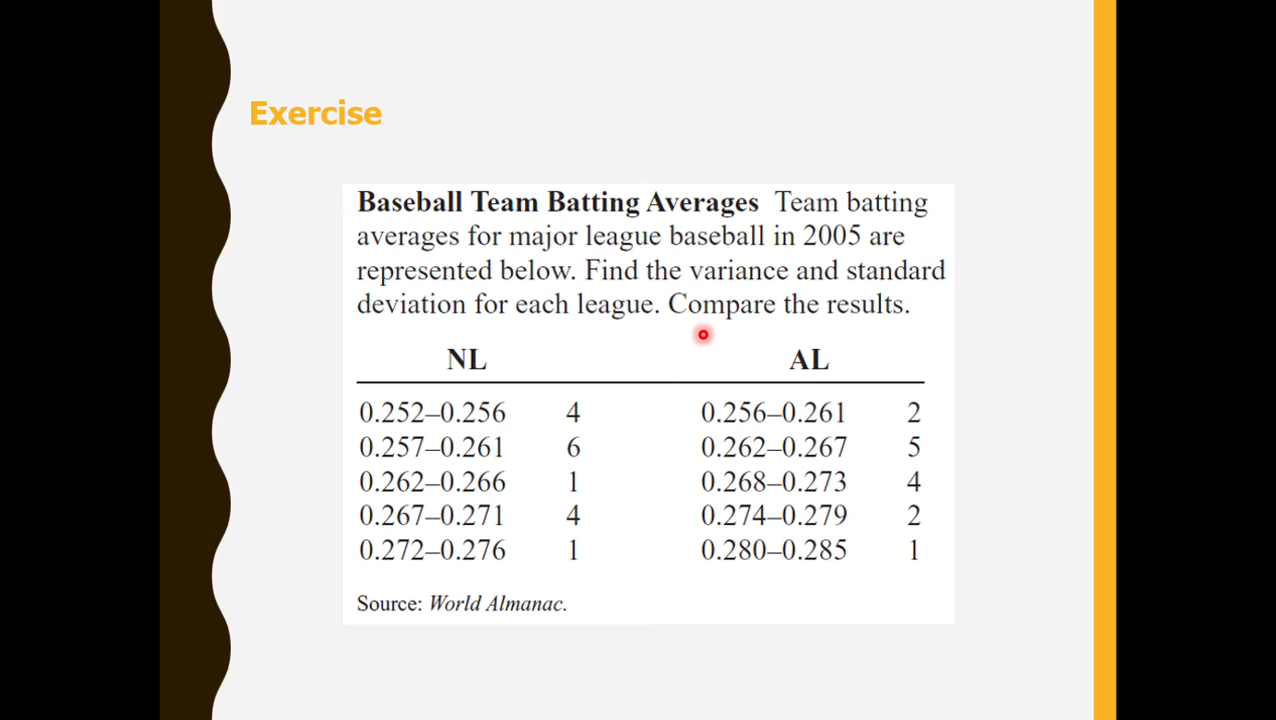 Exercise
Baseball Team Batting Averages Team batting
averages for major league baseball in 2005 are
represented below. Find the variance and standard
deviation for each league. Compare the results.
NL AL
0.252–0.256 4 0.256–0.261 2
0.257–0.261 6 0.262–0.267 5
0.262–0.266 1 0.268–0.273 4
0.267–0.271 4 0.274–0.279 2
0.272–0.276 1 0.280–0.285 1
Source: World Almanac.